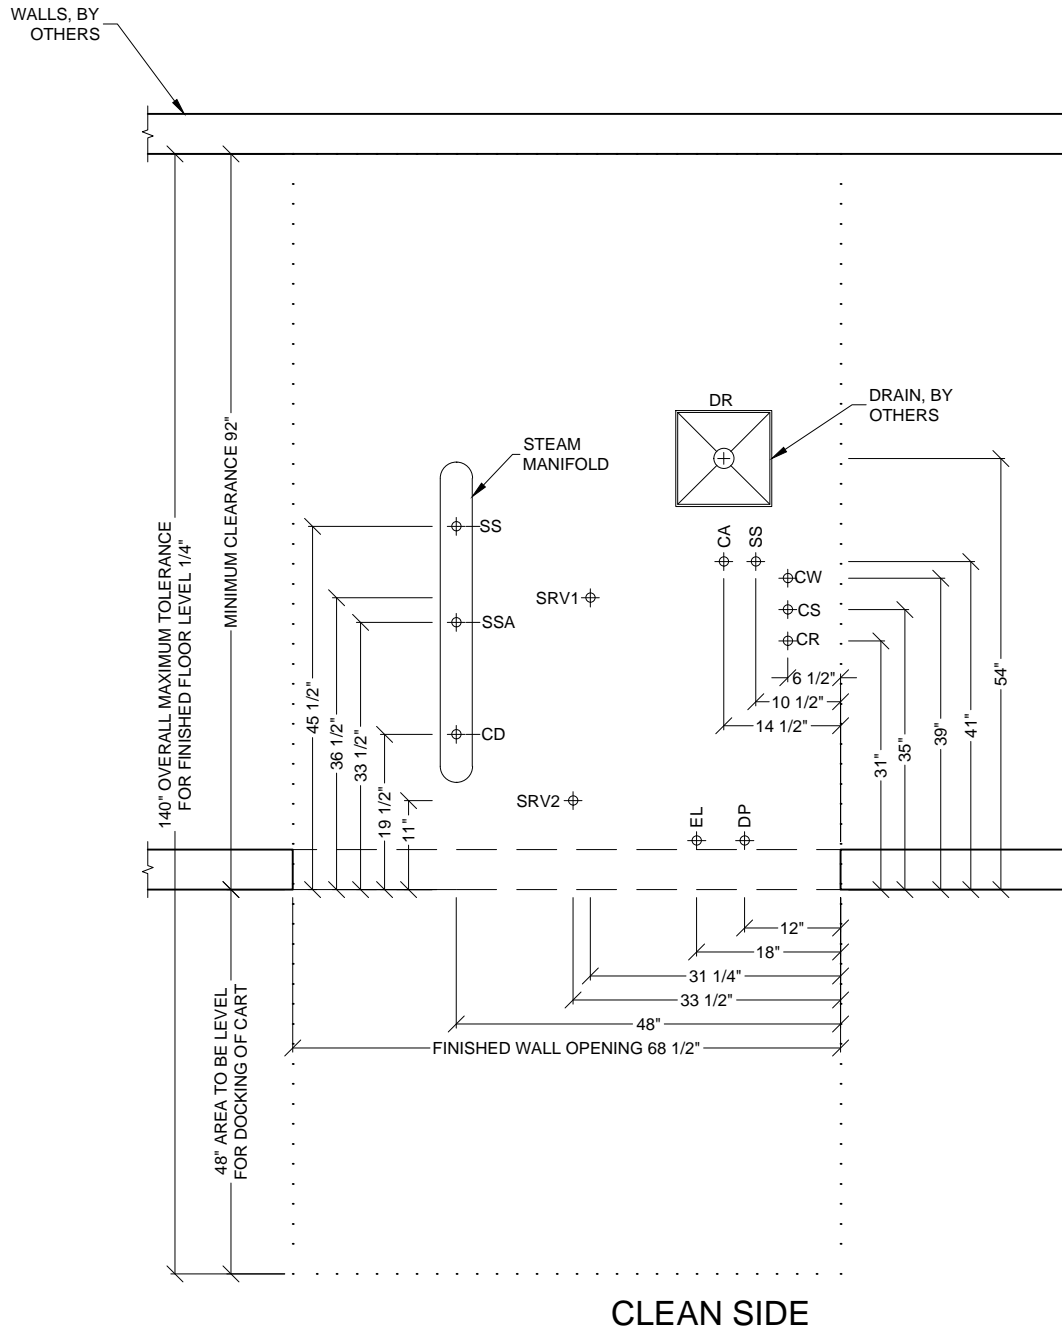 WALLS, BY
OTHERS
DR
DRAIN, BY
OTHERS
STEAM
MANIFOLD
MINIMUM CLEARANCE 92"
140" OVERALL MAXIMUM TOLERANCE
FOR FINISHED FLOOR LEVEL 1/4"
SS
CA
SS
CW
SRV1
CS
SSA
CR
6 1/2"
54"
10 1/2"
45 1/2"
14 1/2"
CD
36 1/2"
33 1/2"
41"
39"
35"
31"
SRV2
19 1/2"
11"
EL
DP
12"
18"
31 1/4"
33 1/2"
48"
FINISHED WALL OPENING 68 1/2"
48" AREA TO BE LEVEL
FOR DOCKING OF CART
CLEAN SIDE